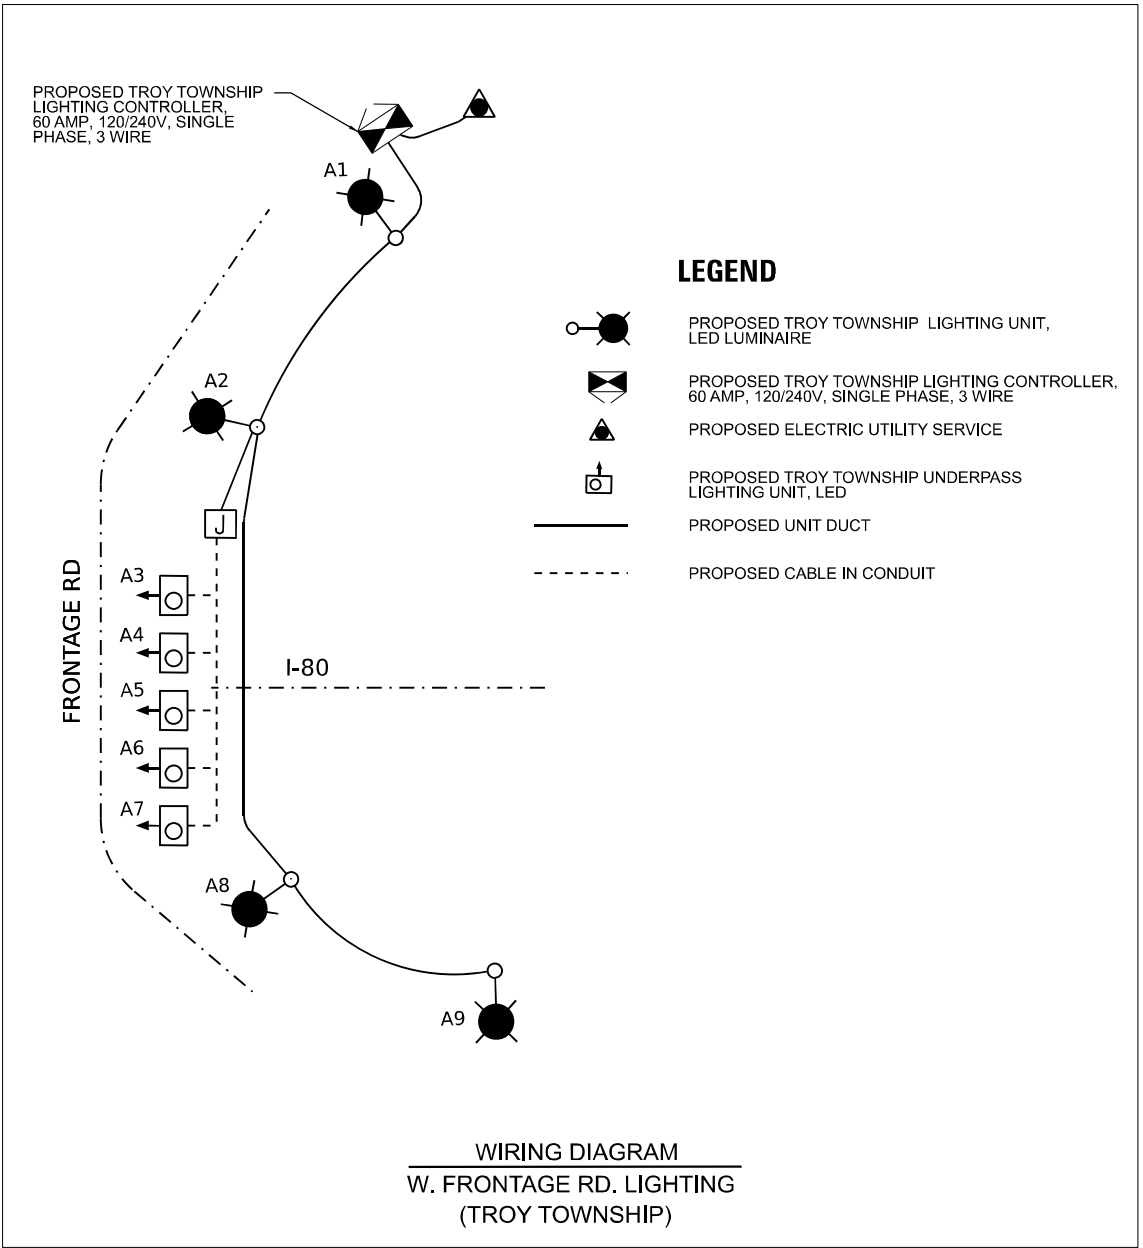 PROPOSED TROY TOWNSHIP
LIGHTING CONTROLLER,
60 AMP, 120/240V, SINGLE
PHASE, 3 WIRE
A1
A2
J
A3
A4
A5
A6
A7
A8
A9
FRONTAGE RD
I-80
LEGEND
PROPOSED TROY TOWNSHIP LIGHTING UNIT,
LED LUMINAIRE
PROPOSED TROY TOWNSHIP LIGHTING CONTROLLER,
60 AMP, 120/240V, SINGLE PHASE, 3 WIRE
PROPOSED ELECTRIC UTILITY SERVICE
PROPOSED TROY TOWNSHIP UNDERPASS
LIGHTING UNIT, LED
PROPOSED UNIT DUCT
PROPOSED CABLE IN CONDUIT
WIRING DIAGRAM
W. FRONTAGE RD. LIGHTING
(TROY TOWNSHIP)